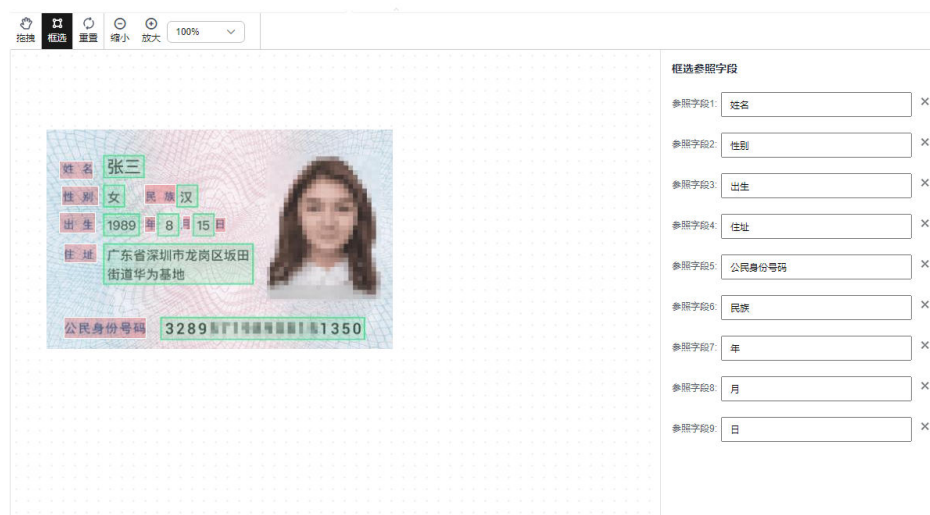 拖拽 框选 重置 缩小 放大 100%
框选参照字段
参照字段1: 姓名
参照字段2: 性别
参照字段3: 出生
参照字段4: 住址
参照字段5: 公民身份号码
参照字段6: 民族
参照字段7: 年
参照字段8: 月
参照字段9: 日
姓 名 张三
性 别 女 民 族 汉
出 生 1989 年 8 月 15 日
住 址 广东省深圳市龙岗区坂田
街道华为基地
公民身份号码 3289 1350